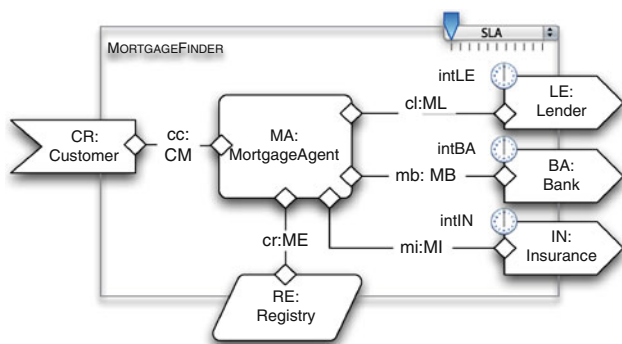 SLA
MORTGAGEFINDER
intLE
LE:
Lender
cl:ML
CR:
Customer
cc:
CM
MA:
MortgageAgent
intBA
BA:
Bank
mb: MB
intIN
IN:
Insurance
cr:ME
mi:MI
RE:
Registry